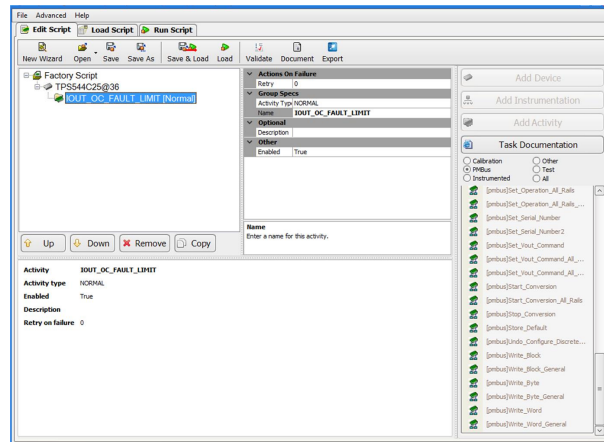 File Advanced Help
Edit Script Load Script Run Script
New Wizard Open Save Save As Save & Load Load Validate Document Export
Factory Script
TPS544C25@36
IOUT_OC_FAULT_LIMIT [Normal]
Actions On Failure
Retry 0
Group Specs
Activity Type NORMAL
Name IOUT_OC_FAULT_LIMIT
Optional
Description
Other
Enabled True
Name
Enter a name for this activity.
Up Down Remove Copy
Activity IOUT_OC_FAULT_LIMIT
Activity type NORMAL
Enabled True
Description
Retry on failure 0
Add Device
Add Instrumentation
Add Activity
Task Documentation
Calibration Other
PMBus Test
Instrumented All
[pmbus]Set_Operation_All_Rails
[pmbus]Set_Operation_All_Rails_...
[pmbus]Set_Serial_Number
[pmbus]Set_Serial_Number2
[pmbus]Set_Vout_Command
[pmbus]Set_Vout_Command_All_...
[pmbus]Set_Vout_Command_All_...
[pmbus]Start_Conversion
[pmbus]Start_Conversion_All_Rails
[pmbus]Stop_Conversion
[pmbus]Store_Default
[pmbus]Undo_Configure_Discrete...
[pmbus]Write_Block
[pmbus]Write_Block_General
[pmbus]Write_Byte
[pmbus]Write_Byte_General
[pmbus]Write_Word
[pmbus]Write_Word_General